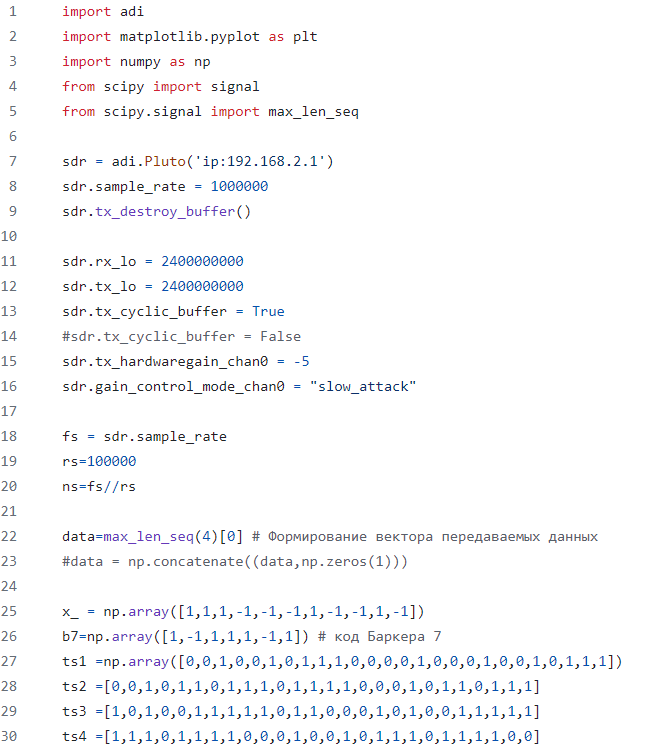 1 import adi
2 import matplotlib.pyplot as plt
3 import numpy as np
4 from scipy import signal
5 from scipy.signal import max_len_seq
6
7 sdr = adi.Pluto('ip:192.168.2.1')
8 sdr.sample_rate = 1000000
9 sdr.tx_destroy_buffer()
10
11 sdr.rx_lo = 2400000000
12 sdr.tx_lo = 2400000000
13 sdr.tx_cyclic_buffer = True
14 #sdr.tx_cyclic_buffer = False
15 sdr.tx_hardwaregain_chan0 = -5
16 sdr.gain_control_mode_chan0 = "slow_attack"
17
18 fs = sdr.sample_rate
19 rs=100000
20 ns=fs//rs
21
22 data=max_len_seq(4)[0] # Формирование вектора передаваемых данных
23 #data = np.concatenate((data,np.zeros(1)))
24
25 x_ = np.array([1,1,1,-1,-1,-1,1,-1,-1,1,-1])
26 b7=np.array([1,-1,1,1,1,-1,1]) # код Баркера 7
27 ts1 =np.array([0,0,1,0,0,1,0,1,1,1,0,0,0,0,1,0,0,0,1,0,0,1,0,1,1,1])
28 ts2 =[0,0,1,0,1,1,0,1,1,1,0,1,1,1,1,0,0,0,1,0,1,1,0,1,1,1]
29 ts3 =[1,0,1,0,0,1,1,1,1,1,0,1,1,0,0,0,1,0,1,0,0,1,1,1,1,1]
30 ts4 =[1,1,1,0,1,1,1,1,0,0,0,1,0,0,1,0,1,1,1,0,1,1,1,1,0,0]